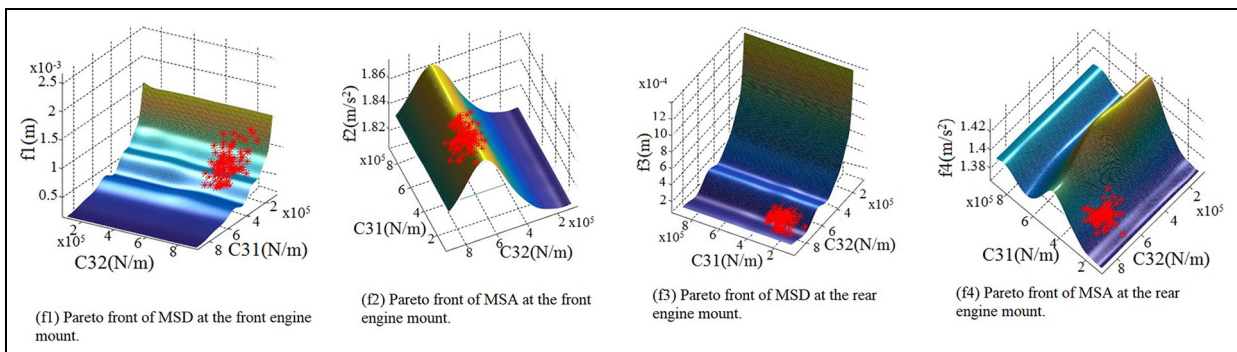 x10⁻³
2.5
2
1.5
1
0.5
f1(m)
2
x10⁵
4
6
8
C32(N/m)
2
x10⁵
4
6
8
C31(N/m)
(f1) Pareto front of MSD at the front engine
mount.
1.86
1.84
1.82
f2(m/s²)
x10⁵
8
6
4
2
C31(N/m)
2
x10⁵
4
6
8
C32(N/m)
(f2) Pareto front of MSA at the front
engine mount.
x10⁻⁴
14
12
10
8
6
4
2
f3(m)
x10⁵
8
6
4
2
C31(N/m)
2
x10⁵
4
6
8
C32(N/m)
(f3) Pareto front of MSD at the rear
engine mount.
1.42
1.4
1.38
f4(m/s²)
x10⁵
8
6
4
2
C31(N/m)
2
x10⁵
4
6
8
C32(N/m)
(f4) Pareto front of MSA at the rear
engine mount.